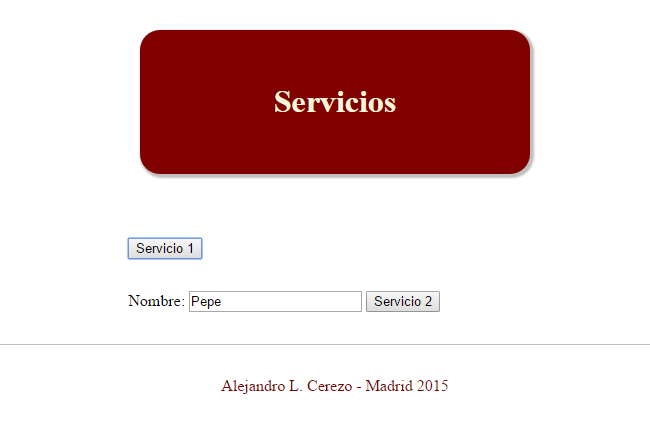 Servicios
Servicio 1
Nombre: Pepe Servicio 2
Alejandro L. Cerezo - Madrid 2015